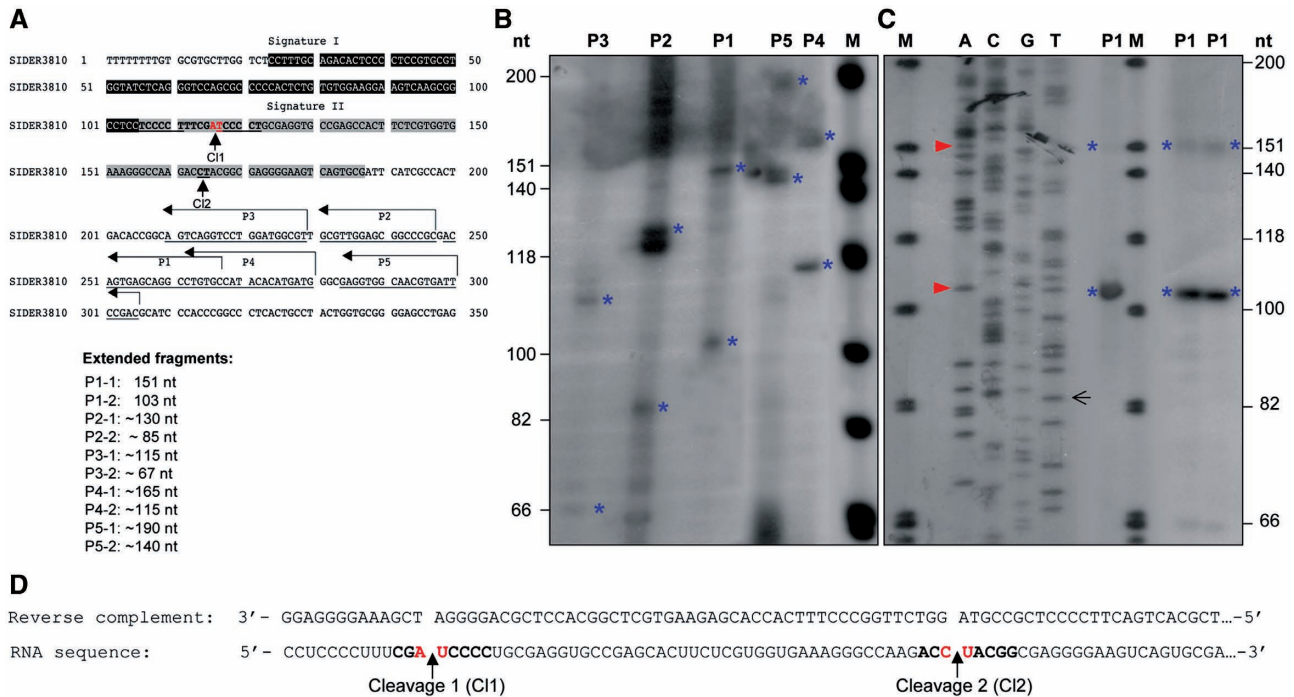 A
Signature I
SIDER3810 1 TTTTTTTTGT GCGTGCTTGG TCTCCTTTGC AGACACTCCC CTCCGTGCGT 50
SIDER3810 51 GGTATCTCAG GGTCCAGCGC CCCCACTCTG TGTGGAAGGA AGTCAAGCGG 100
Signature II
SIDER3810 101 CCTCCTCCCC TTTCGATCCC CTGCGAGGTG CCGAGCCACT TCTCGTGGTG 150
Cl1
SIDER3810 151 AAAGGGCCAA GACCTACGGC GAGGGGAAGT CAGTGCGATT CATCGCCACT 200
Cl2
P3 P2
SIDER3810 201 GACACCGGCA GTCAGGTCCT GGATGGCGTT GCGTTGGAGC GGCCCGCGAC 250
P1 P4 P5
SIDER3810 251 AGTGAGCAGG CCTGTGCCAT ACACATGATG GGCGAGGTGG CAACGTGATT 300
SIDER3810 301 CCGACGCATC CCACCCGGCC CTCACTGCCT ACTGGTGCGG GGAGCCTGAG 350
Extended fragments:
P1-1: 151 nt
P1-2: 103 nt
P2-1: ~130 nt
P2-2: ~ 85 nt
P3-1: ~115 nt
P3-2: ~ 67 nt
P4-1: ~165 nt
P4-2: ~115 nt
P5-1: ~190 nt
P5-2: ~140 nt
B
nt P3 P2 P1 P5 P4 M
200
151
140
118
100
82
66
* * * * * * * * * *
C
M A C G T P1 M P1 P1 nt
200
151
140
118
100
82
66
* * * * * *
D
Reverse complement: 3’- GGAGGGGAAAGCT AGGGGACGCTCCACGGCTCGTGAAGAGCACCACTTTCCCGGTTCTGG ATGCCGCTCCCCTTCAGTCACGCT…-5’
RNA sequence: 5’- CCUCCCCUUUCGA UCCCCUGCGAGGUGCCGAGCACUUCUCGUGGUGAAAGGGCCAAGACC UACGGCGAGGGGAAGUCAGUGCGA…-3’
Cleavage 1 (Cl1) Cleavage 2 (Cl2)